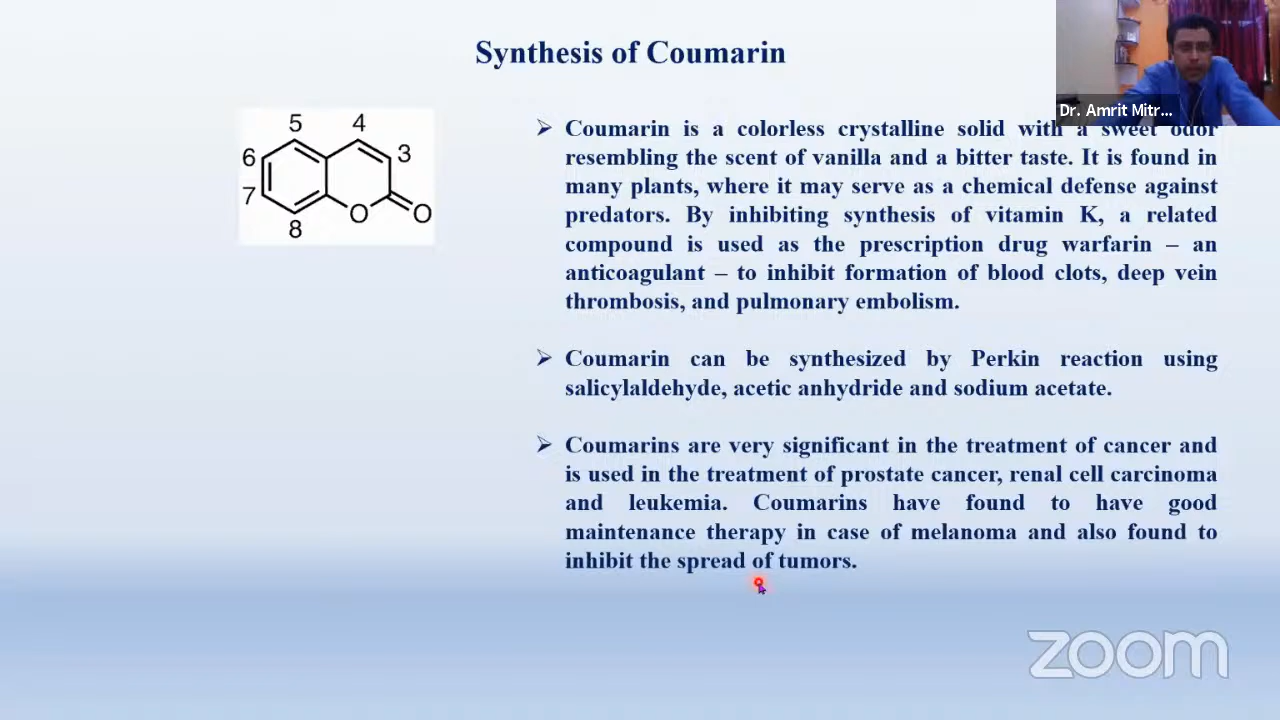 Synthesis of Coumarin
Dr. Amrit Mitr...
5
4
6
3
7
O
O
8
➢ Coumarin is a colorless crystalline solid with a sweet odor
resembling the scent of vanilla and a bitter taste. It is found in
many plants, where it may serve as a chemical defense against
predators. By inhibiting synthesis of vitamin K, a related
compound is used as the prescription drug warfarin – an
anticoagulant – to inhibit formation of blood clots, deep vein
thrombosis, and pulmonary embolism.
➢ Coumarin can be synthesized by Perkin reaction using
salicylaldehyde, acetic anhydride and sodium acetate.
➢ Coumarins are very significant in the treatment of cancer and
is used in the treatment of prostate cancer, renal cell carcinoma
and leukemia. Coumarins have found to have good
maintenance therapy in case of melanoma and also found to
inhibit the spread of tumors.
zoom